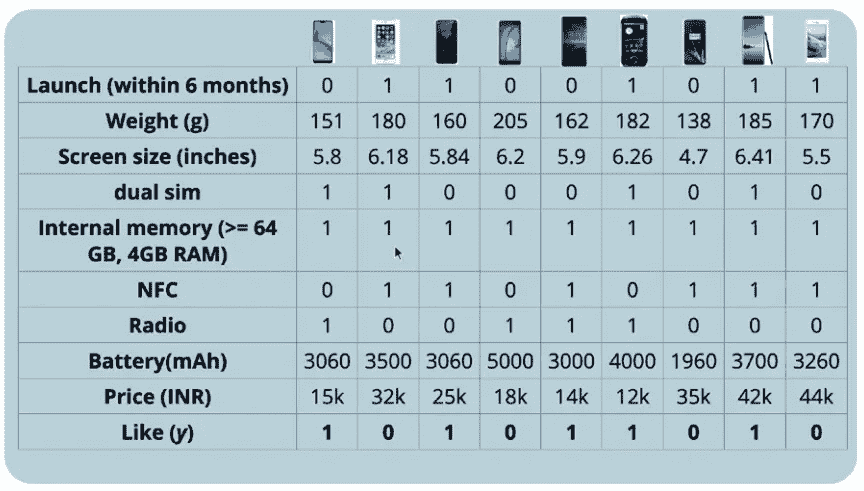 Launch (within 6 months) 0 1 1 0 0 1 0 1 1
Weight (g) 151 180 160 205 162 182 138 185 170
Screen size (inches) 5.8 6.18 5.84 6.2 5.9 6.26 4.7 6.41 5.5
dual sim 1 1 0 0 0 1 0 1 0
Internal memory (>= 64 1 1 1 1 1 1 1 1 1
GB, 4GB RAM)
NFC 0 1 1 0 1 0 1 1 1
Radio 1 0 0 1 1 1 0 0 0
Battery(mAh) 3060 3500 3060 5000 3000 4000 1960 3700 3260
Price (INR) 15k 32k 25k 18k 14k 12k 35k 42k 44k
Like (y) 1 0 1 0 1 1 0 1 0